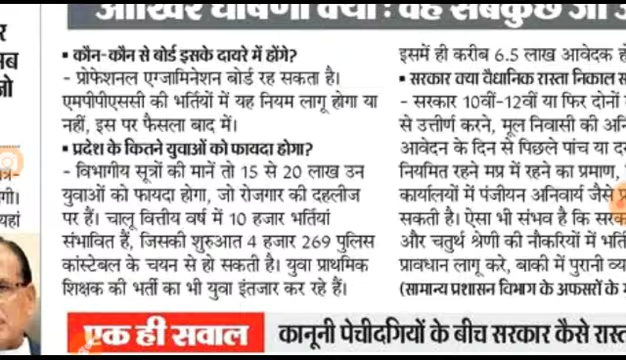 आखिर घोषणा क्या: वह सबकुछ जो
▪ कौन-कौन से बोर्ड इसके दायरे में होंगे?
- प्रोफेशनल एग्जामिनेशन बोर्ड रह सकता है।
एमपीपीएससी की भर्तियों में यह नियम लागू होगा या
नहीं, इस पर फैसला बाद में।
▪ प्रदेश के कितने युवाओं को फायदा होगा?
- विभागीय सूत्रों की मानें तो 15 से 20 लाख उन
युवाओं को फायदा होगा, जो रोजगार की दहलीज
पर हैं। चालू वित्तीय वर्ष में 10 हजार भर्तियां
संभावित हैं, जिसकी शुरुआत 4 हजार 269 पुलिस
कांस्टेबल के चयन से हो सकती है। युवा प्राथमिक
शिक्षक की भर्ती का भी युवा इंतजार कर रहे हैं।
इसमें ही करीब 6.5 लाख आवेदक
▪ सरकार क्या वैधानिक रास्ता निकाल
- सरकार 10वीं-12वीं या फिर दोनों
से उत्तीर्ण करने, मूल निवासी की
आवेदन के दिन से पिछले पांच या
नियमित रहने मप्र में रहने का प्रमाण,
कार्यालयों में पंजीयन अनिवार्य जैसे
सकती है। ऐसा भी संभव है कि
और चतुर्थ श्रेणी की नौकरियों में
प्रावधान लागू करे, बाकी में पुरानी
(सामान्य प्रशासन विभाग के अफसरों के
एक ही सवाल कानूनी पेचीदगियों के बीच सरकार कैसे